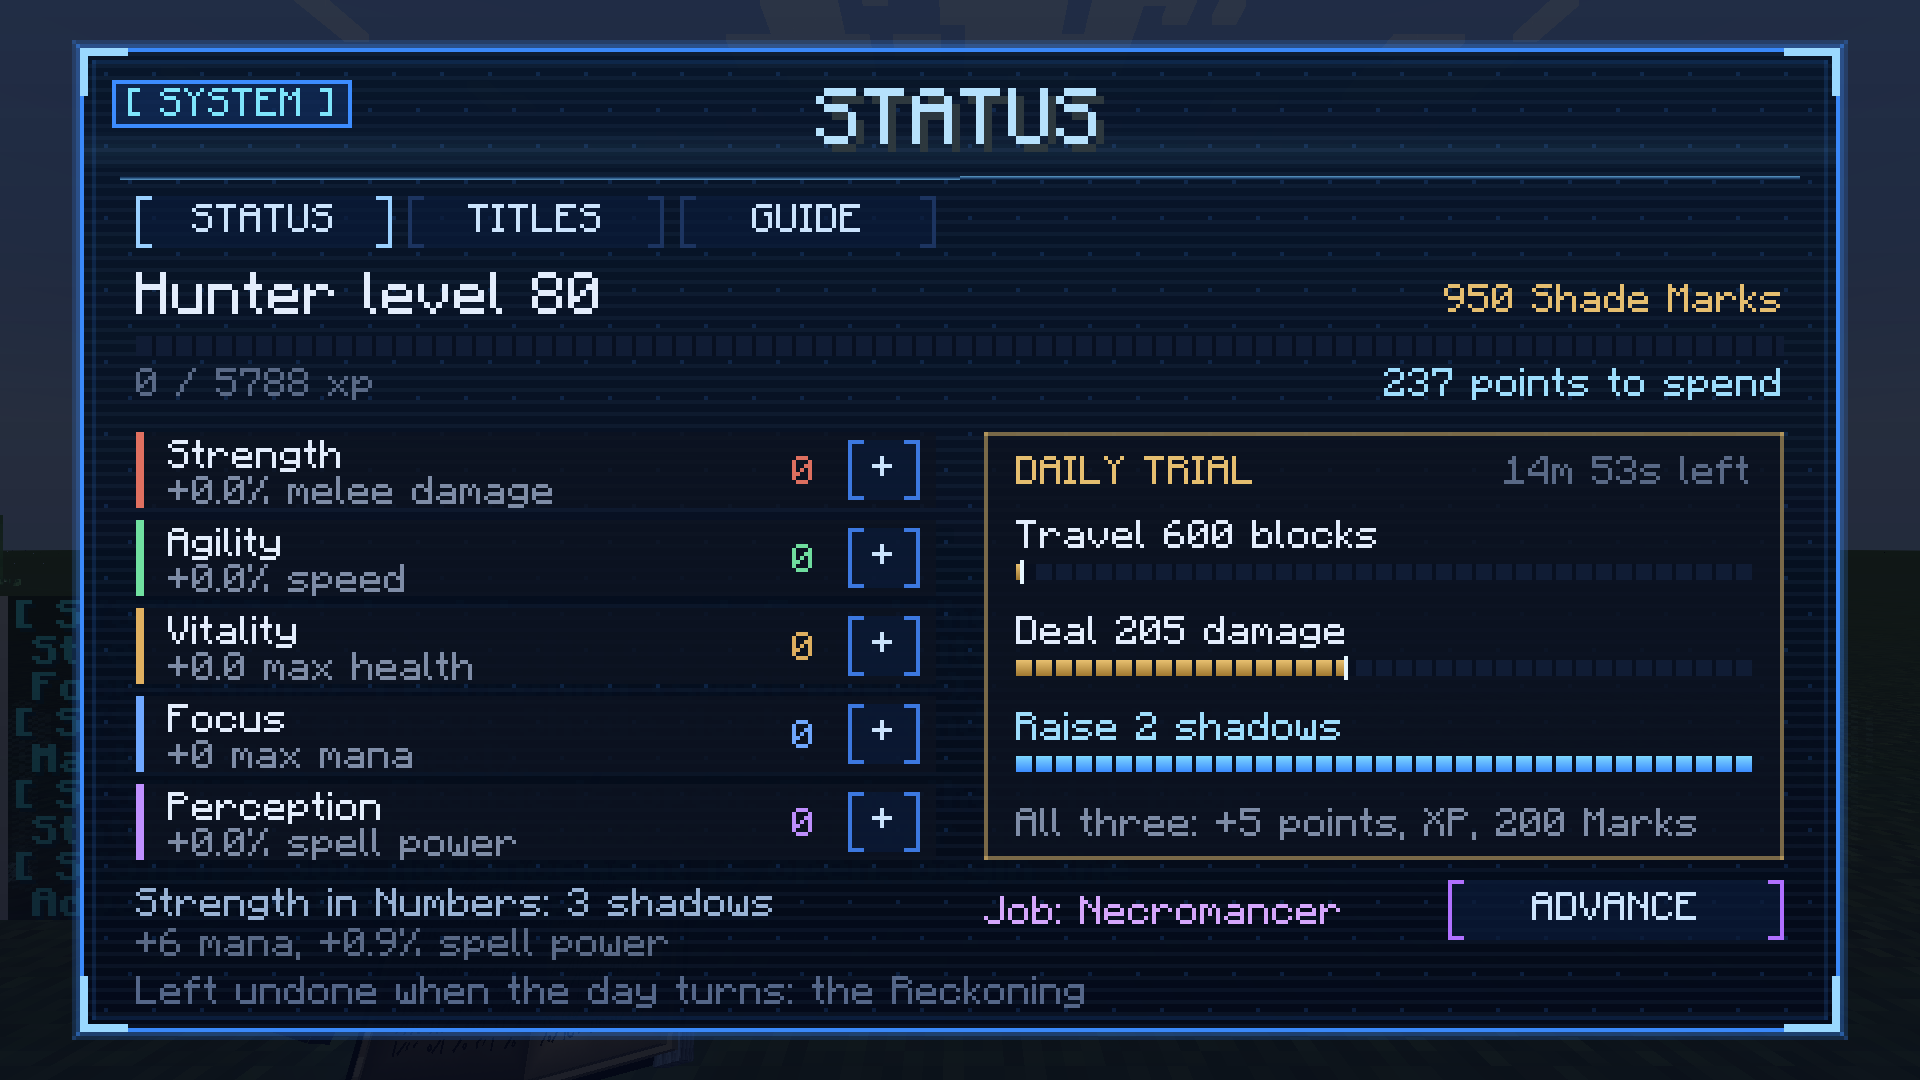 [ SYSTEM ]
STATUS
STATUS
TITLES
GUIDE
Hunter level 80
950 Shade Marks
0 / 5788 xp
237 points to spend
Strength
+0.0% melee damage
0
+
Agility
+0.0% speed
0
+
Vitality
+0.0 max health
0
+
Focus
+0 max mana
0
+
Perception
+0.0% spell power
0
+
DAILY TRIAL
14m 53s left
Travel 600 blocks
Deal 205 damage
Raise 2 shadows
All three: +5 points, XP, 200 Marks
Strength in Numbers: 3 shadows
+6 mana, +0.9% spell power
Job: Necromancer
ADVANCE
Left undone when the day turns: the Reckoning